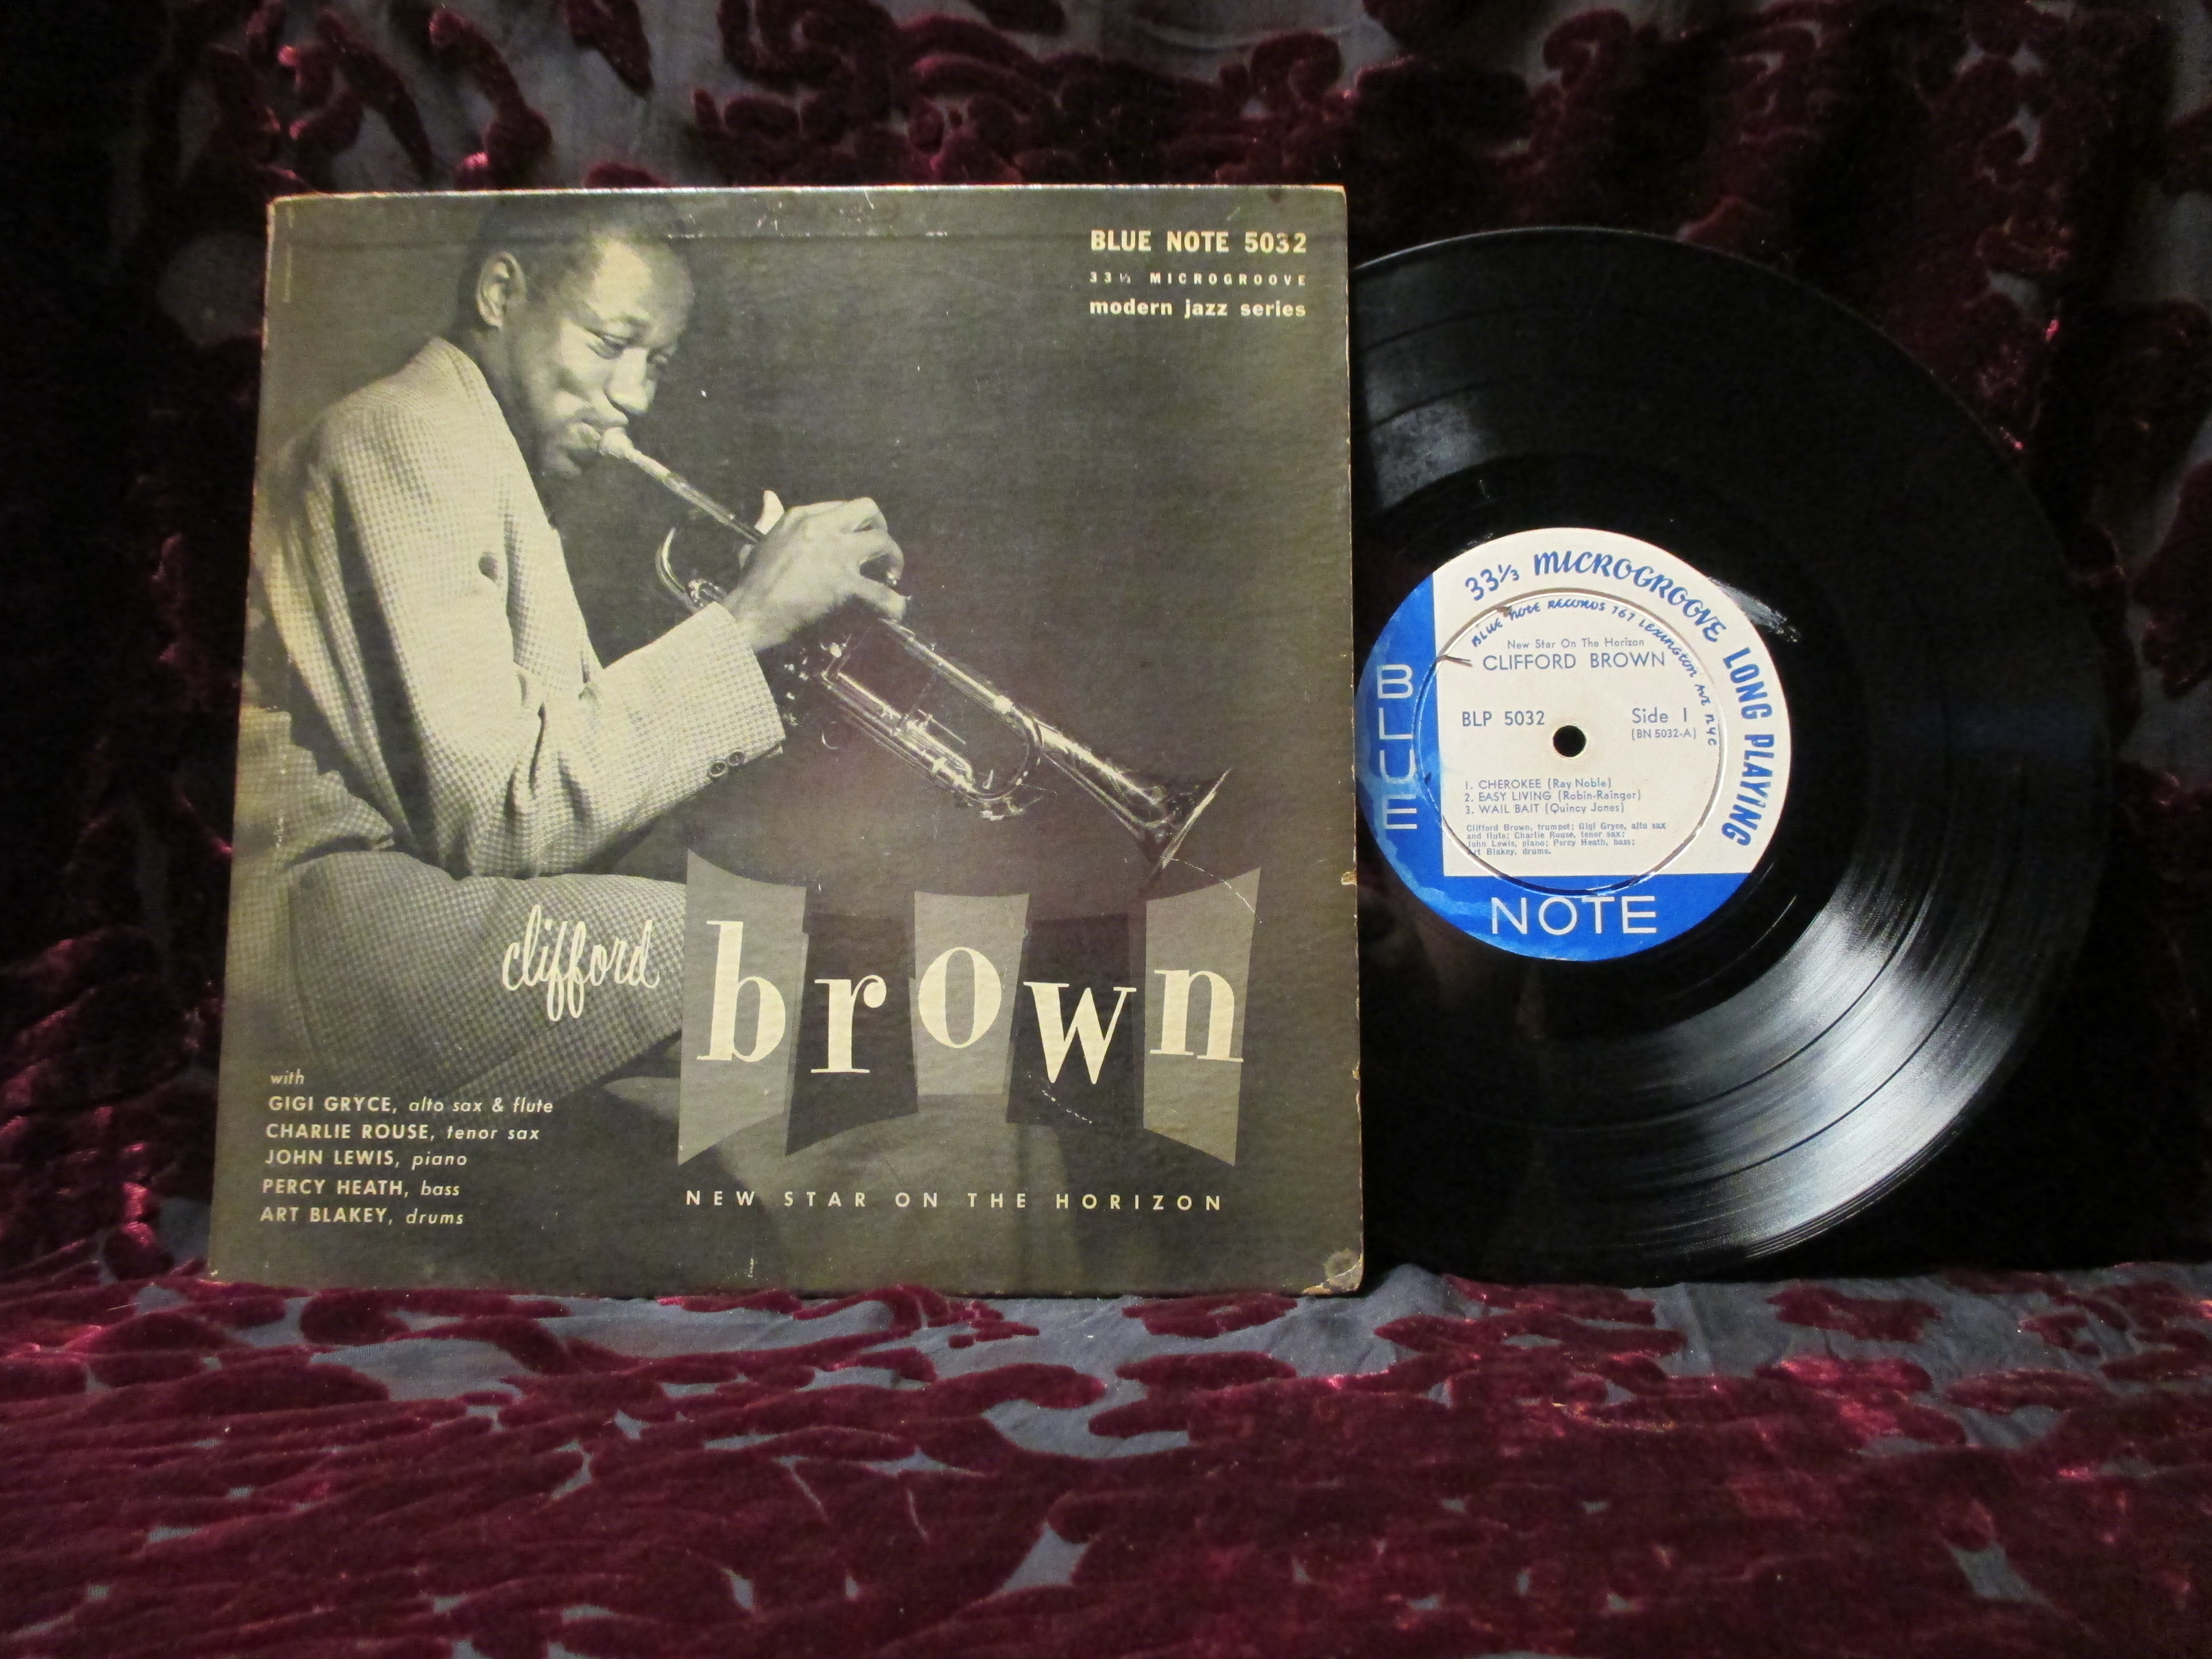 BLUE NOTE 5032
33⅓ MICROGROOVE
modern jazz series
clifford
brown
with
GIGI GRYCE, alto sax & flute
CHARLIE ROUSE, tenor sax
JOHN LEWIS, piano
PERCY HEATH, bass
ART BLAKEY, drums
NEW STAR ON THE HORIZON
33⅓ MICROGROOVE LONG PLAYING
BLUE NOTE RECORDS 767 LEXINGTON AVE NYC
New Star On The Horizon
CLIFFORD BROWN
BLP 5032
Side 1
(BN 5032-A)
1. CHEROKEE (Ray Noble)
2. EASY LIVING (Robin-Rainger)
3. WAIL BAIT (Quincy Jones)
Clifford Brown, trumpet; Gigi Gryce, alto sax
and flute; Charlie Rouse, tenor sax;
John Lewis, piano; Percy Heath, bass;
Art Blakey, drums.
BLUE
NOTE